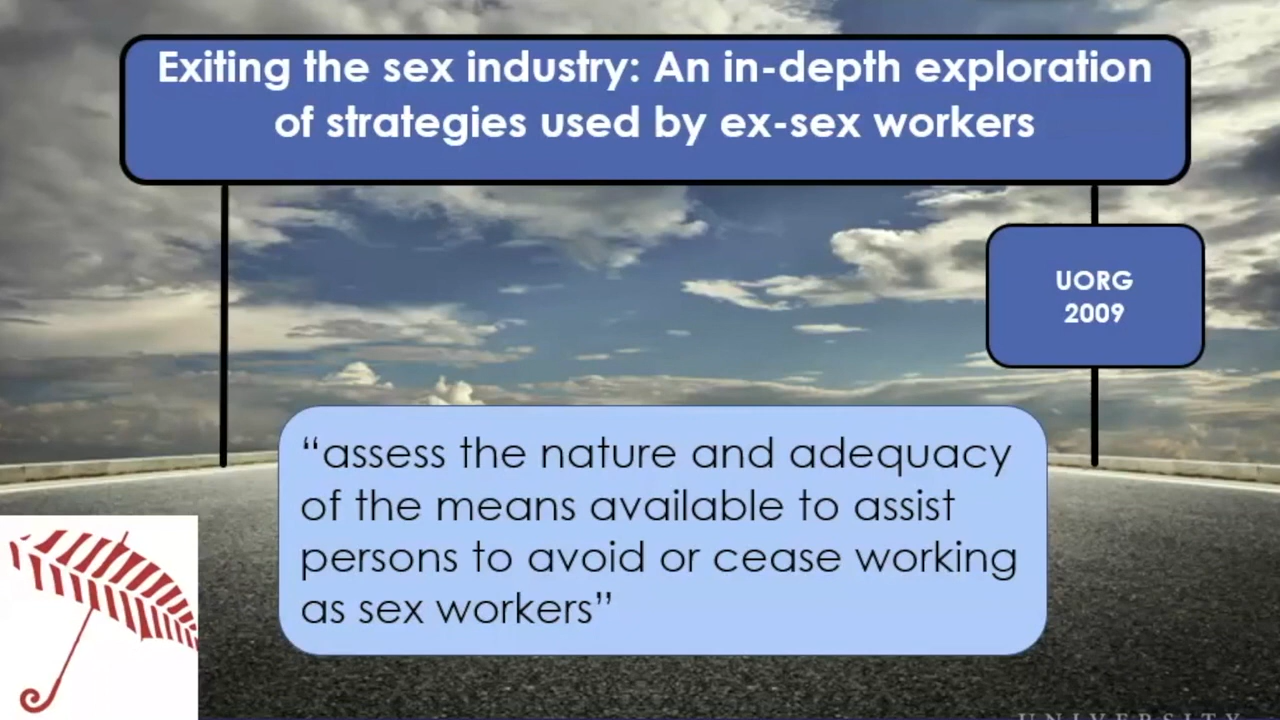 Exiting the sex industry: An in-depth exploration
of strategies used by ex-sex workers
UORG
2009
“assess the nature and adequacy
of the means available to assist
persons to avoid or cease working
as sex workers”
UNIVERSITY